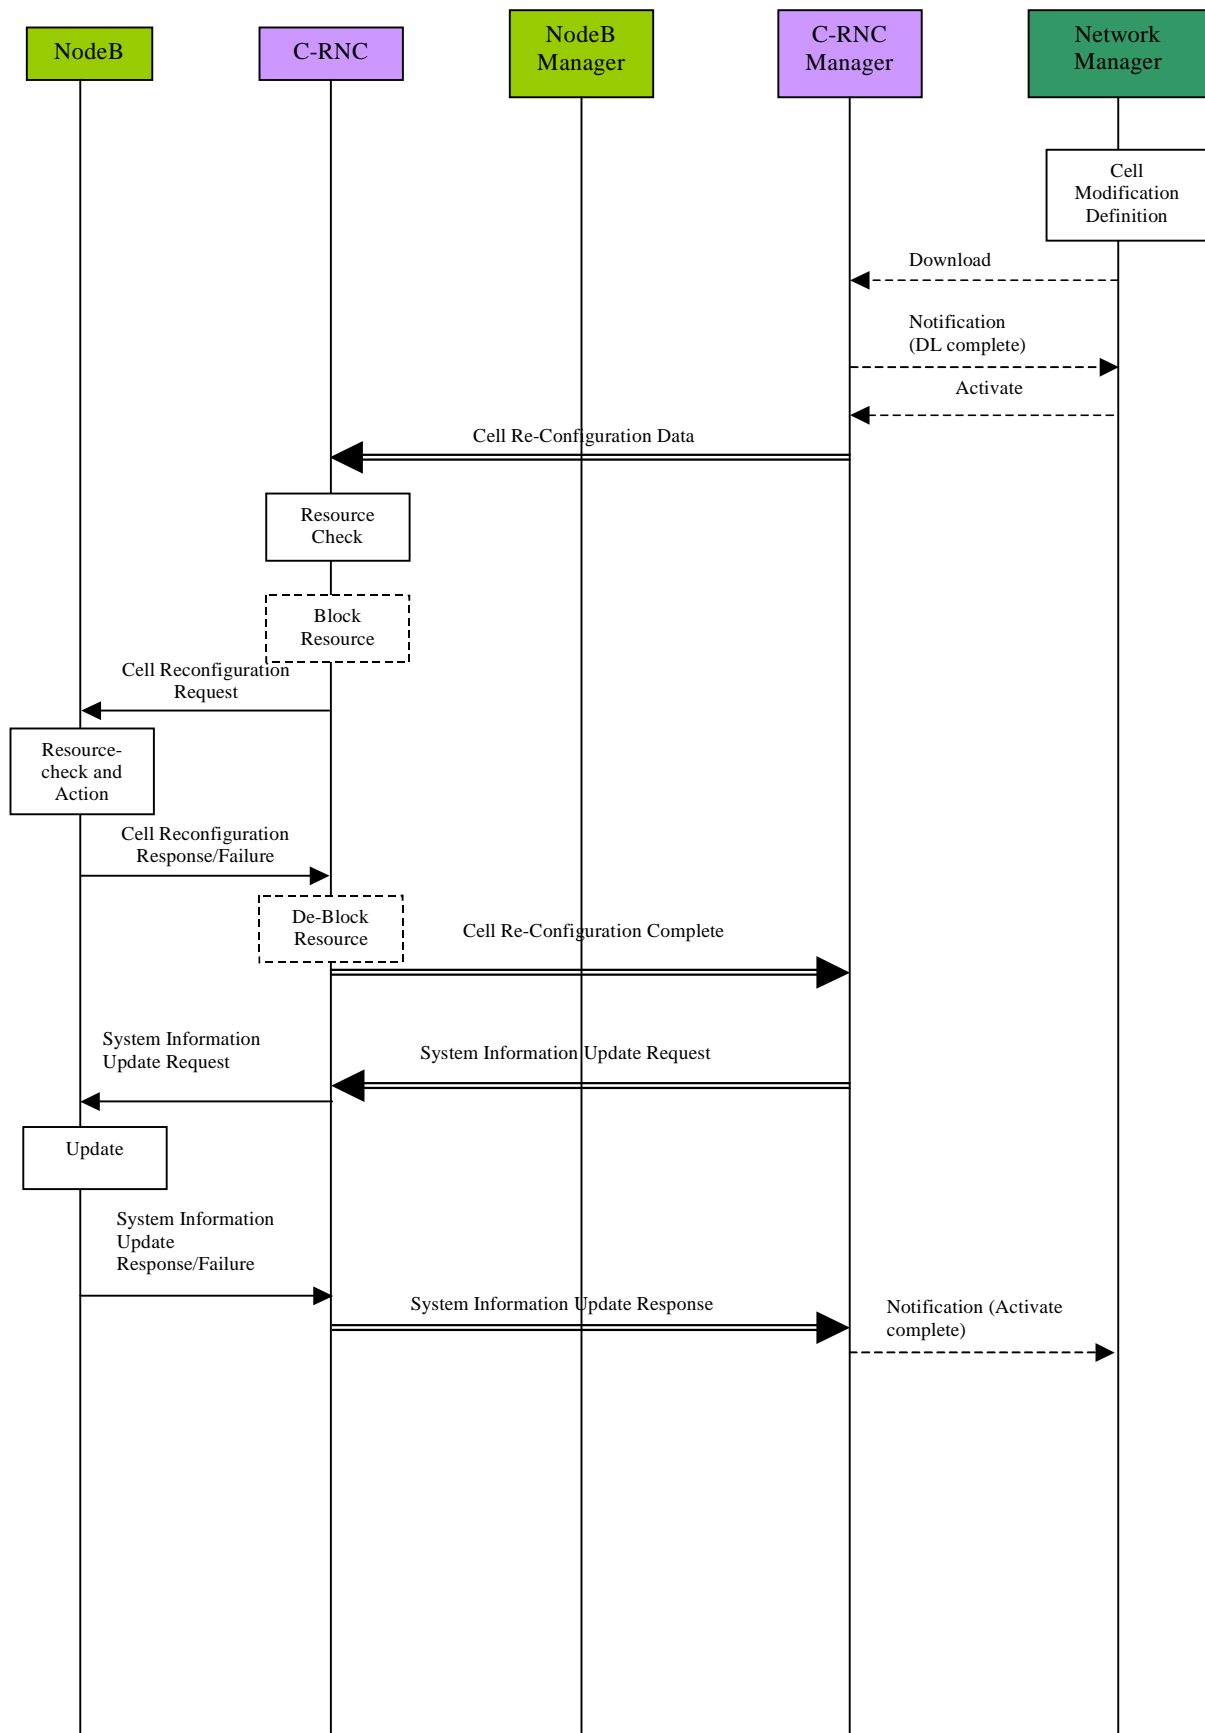 NodeB
C-RNC
NodeB
Manager
C-RNC
Manager
Network
Manager
Cell
Modification
Definition
Download
Notification
(DL complete)
Activate
Cell Re-Configuration Data
Resource
Check
Block
Resource
Cell Reconfiguration
Request
Resource-
check and
Action
Cell Reconfiguration
Response/Failure
De-Block
Resource
Cell Re-Configuration Complete
System Information
Update Request
System Information Update Request
Update
System Information
Update
Response/Failure
System Information Update Response
Notification (Activate
complete)